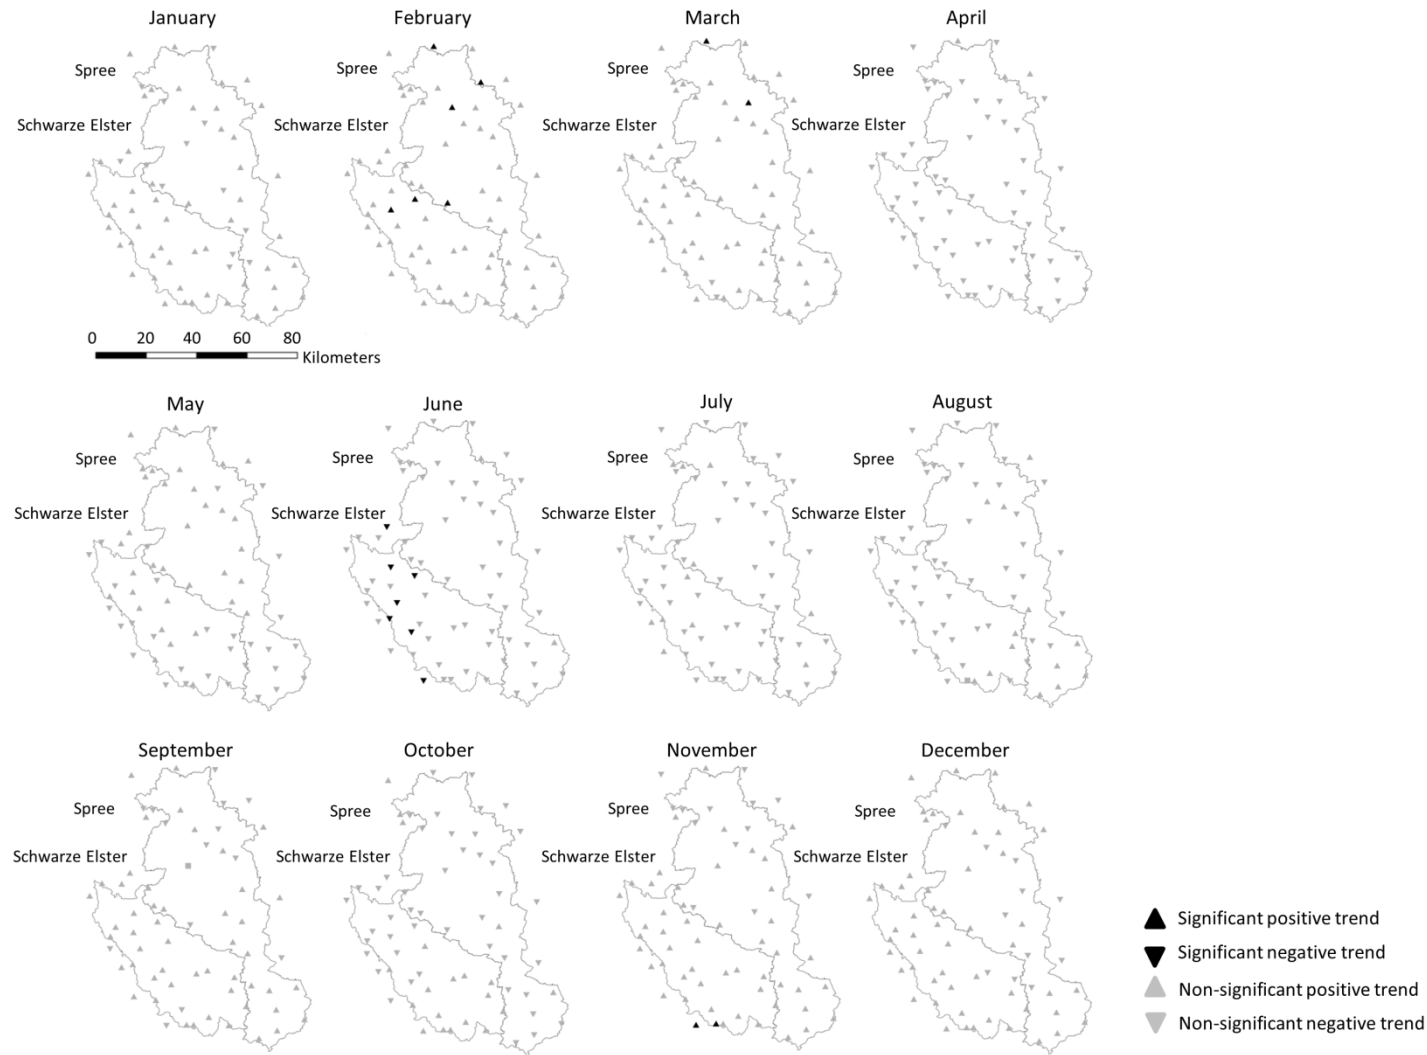 January
February
March
April
Spree
Spree
Spree
Spree
Schwarze Elster
Schwarze Elster
Schwarze Elster
Schwarze Elster
0 20 40 60 80
Kilometers
May
June
July
August
Spree
Spree
Spree
Spree
Schwarze Elster
Schwarze Elster
Schwarze Elster
Schwarze Elster
September
October
November
December
Spree
Spree
Spree
Spree
Schwarze Elster
Schwarze Elster
Schwarze Elster
Schwarze Elster
Significant positive trend
Significant negative trend
Non-significant positive trend
Non-significant negative trend